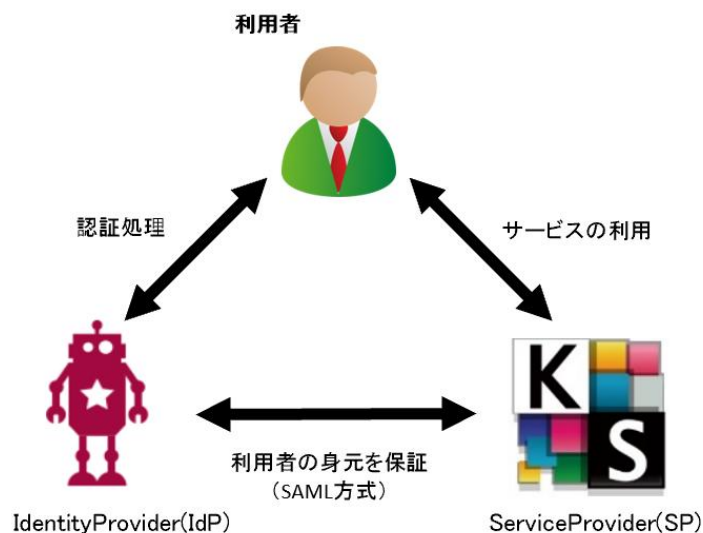 利用者
認証処理
サービスの利用
K
S
利用者の身元を保証
（SAML方式）
IdentityProvider(IdP)
ServiceProvider(SP)